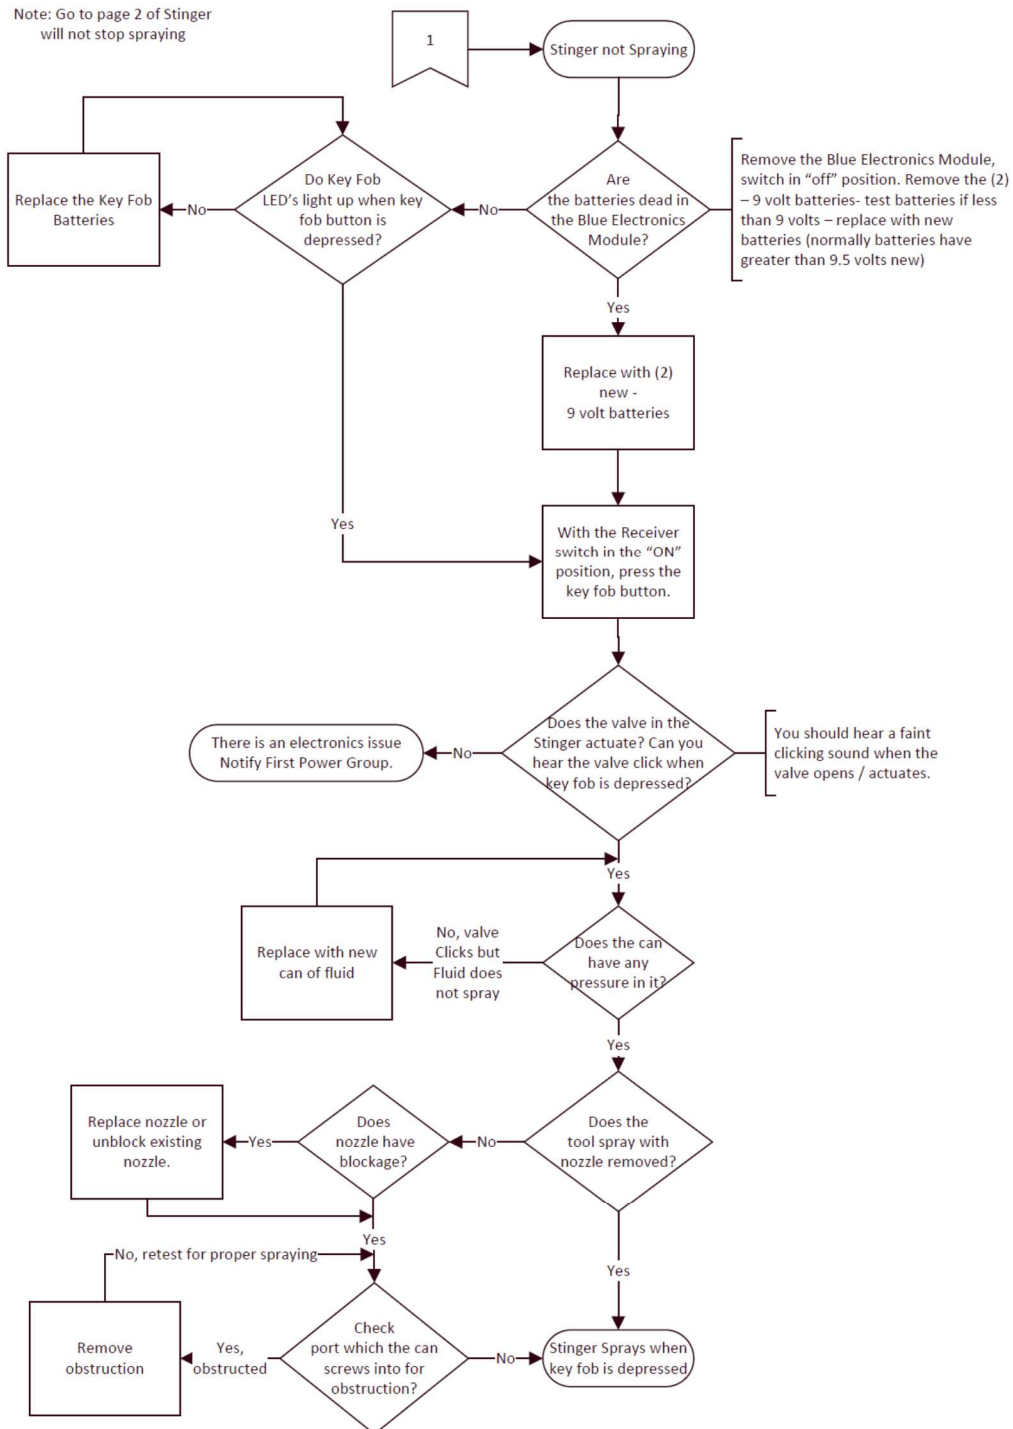 Note: Go to page 2 of Stinger
will not stop spraying
1
Stinger not Spraying
Replace the Key Fob
Batteries
No
Do Key Fob
LED's light up when key
fob button is
depressed?
No
Are
the batteries dead in
the Blue Electronics
Module?
Remove the Blue Electronics Module,
switch in "off" position. Remove the (2)
– 9 volt batteries- test batteries if less
than 9 volts – replace with new
batteries (normally batteries have
greater than 9.5 volts new)
Yes
Replace with (2)
new -
9 volt batteries
Yes
With the Receiver
switch in the "ON"
position, press the
key fob button.
There is an electronics issue
Notify First Power Group.
No
Does the valve in the
Stinger actuate? Can you
hear the valve click when
key fob is depressed?
You should hear a faint
clicking sound when the
valve opens / actuates.
Yes
Replace with new
can of fluid
No, valve
Clicks but
Fluid does
not spray
Does the can
have any
pressure in it?
Yes
Replace nozzle or
unblock existing
nozzle.
Yes
Does
nozzle have
blockage?
No
Does the
tool spray with
nozzle removed?
Yes
No, retest for proper spraying
Yes
Remove
obstruction
Yes,
obstructed
Check
port which the can
screws into for
obstruction?
No
Stinger Sprays when
key fob is depressed